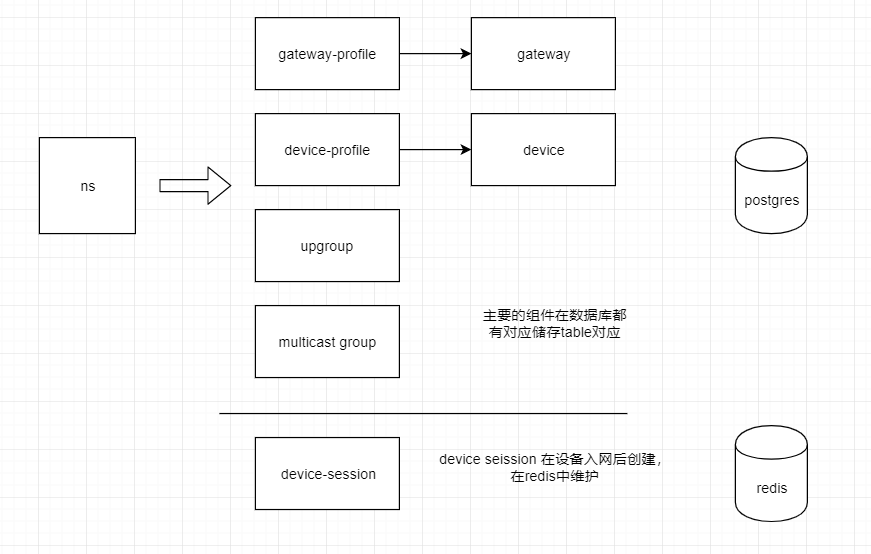 gateway-profile
gateway
device-profile
device
ns
postgres
upgroup
multicast group
主要的组件在数据库都
有对应储存table对应
device-session
device seission 在设备入网后创建，
在redis中维护
redis